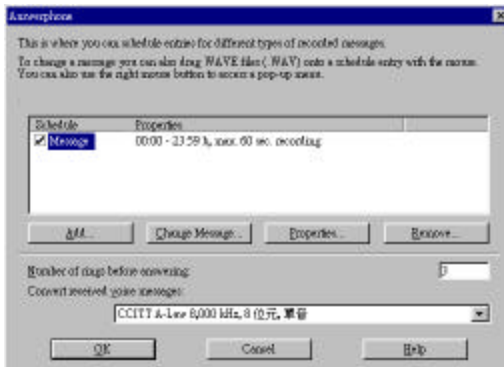 Answerphone
This is where you can schedule entries for different types of recorded messages.
To change a message you can also drag WAVE files (.WAV) onto a schedule entry with the mouse.
You can also use the right mouse button to access a pop-up menu.
Schedule Properties
Message 00:00 - 23:59 h, max. 60 sec. recording
Add... Change Message... Properties... Remove...
Number of rings before answering: 3
Convert received voice messages:
CCITT A-Law 8,000 kHz, 8 位元, 單音
OK Cancel Help